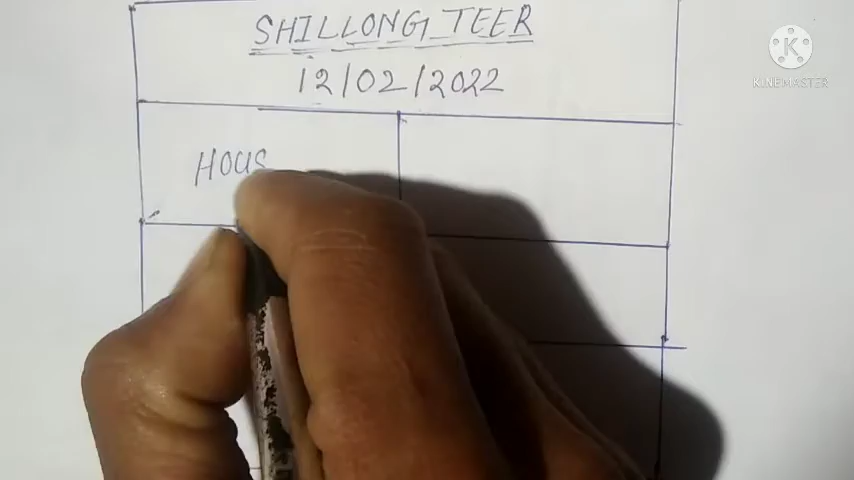 SHILLONG TEER
12/02/2022
HOUS
K
KINEMASTER